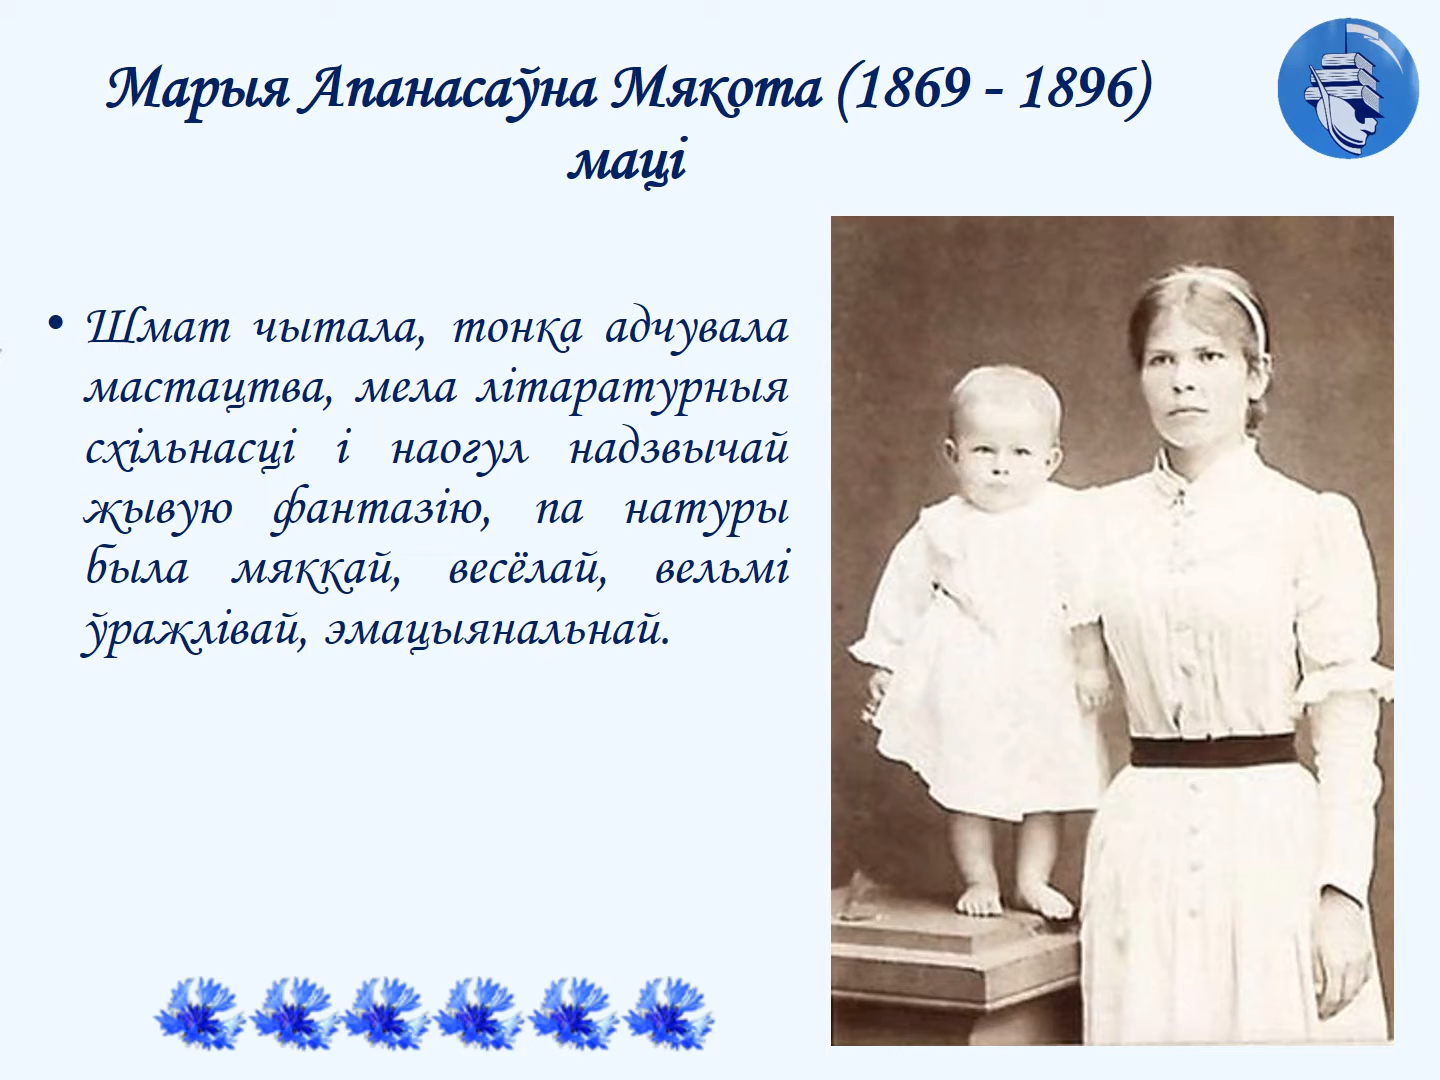 Марыя Апанасаўна Мякота (1869 - 1896)
маці
• Шмат чытала, тонка адчувала
мастацтва, мела літаратурныя
схільнасці і наогул надзвычай
жывую фантазію, па натуры
была мяккай, весёлай, вельмі
ўражлівай, эмацыянальнай.